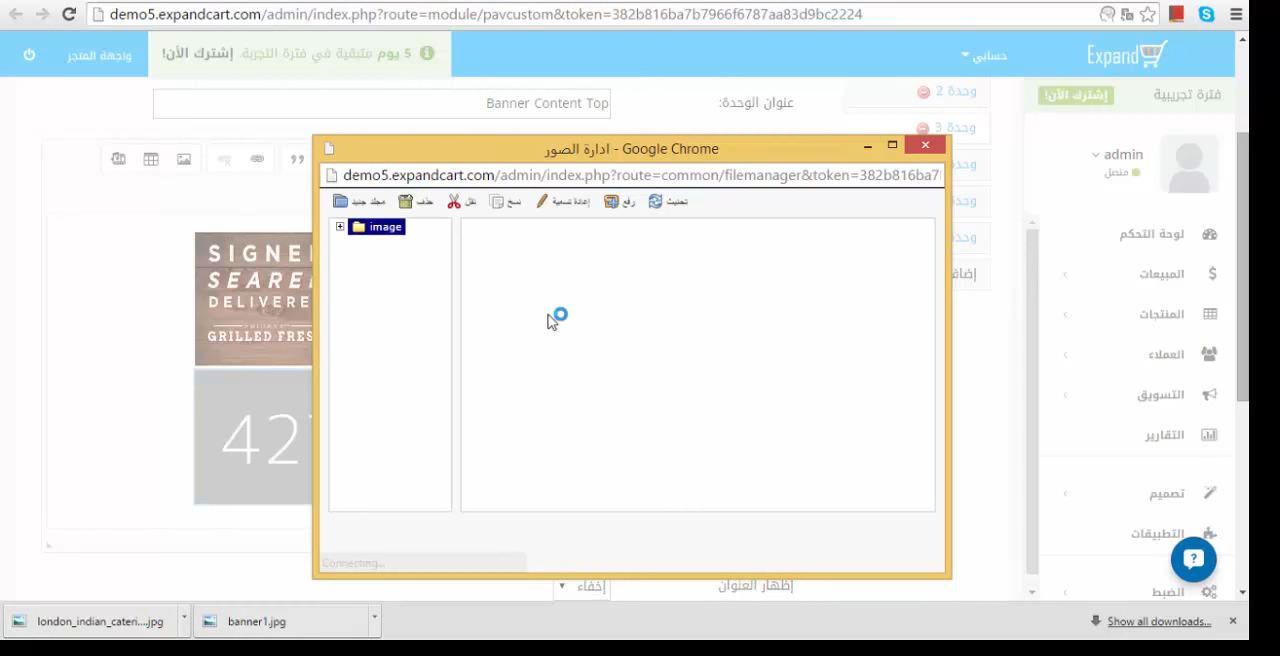 demo5.expandcart.com/admin/index.php?route=module/pavcustom&token=382b816ba7b7966f6787aa83d9bc2224
Expand
حسابي
5 يوم متبقية في فترة التجربة. إشترك الأن!
واجهة المتجر
فترة تجريبية
إشترك الأن!
admin
متصل
لوحة التحكم
المبيعات
المنتجات
العملاء
التسويق
التقارير
تصميم
التطبيقات
الضبط
وحدة 2
وحدة 3
عنوان الوحدة:
Banner Content Top
ادارة الصور - Google Chrome
demo5.expandcart.com/admin/index.php?route=common/filemanager&token=382b816ba7
مجلد جديد
حذف
نقل
نسخ
إعادة تسمية
رفع
تحديث
image
SIGNE
SEARE
DELIVERE
GRILLED FRES
42
Connecting...
إظهار العنوان
إخفاء
london_indian_cateri....jpg
banner1.jpg
Show all downloads...